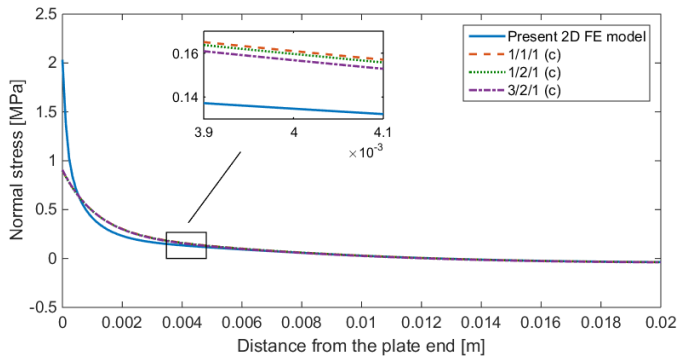 2.5
2
1.5
1
0.5
0
-0.5
Normal stress [MPa]
0.16
0.14
3.9 4 4.1
×10⁻³
Present 2D FE model
1/1/1 (c)
1/2/1 (c)
3/2/1 (c)
0 0.002 0.004 0.006 0.008 0.01 0.012 0.014 0.016 0.018 0.02
Distance from the plate end [m]